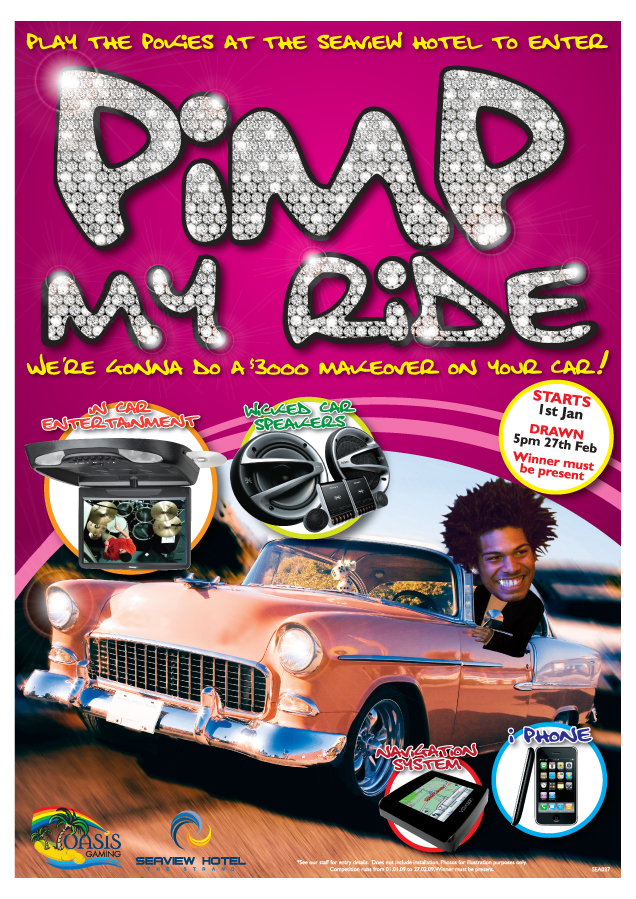 PLAY THE POKIES AT THE SEAVIEW HOTEL TO ENTER
PiMP
MY RiDE
WE'RE GONNA DO A $3000 MAKEOVER ON YOUR CAR!
STARTS
1st Jan
DRAWN
5pm 27th Feb
Winner must
be present
IN CAR
ENTERTAINMENT
WICKED CAR
SPEAKERS
NAVIGATION
SYSTEM
i PHONE
OASIS
GAMING
SEAVIEW HOTEL
THE STRAND
*See our staff for entry details. Does not include installation. Photos for illustration purposes only.
Competition runs from 01.01.09 to 27.02.09. Winner must be present.
SEA037